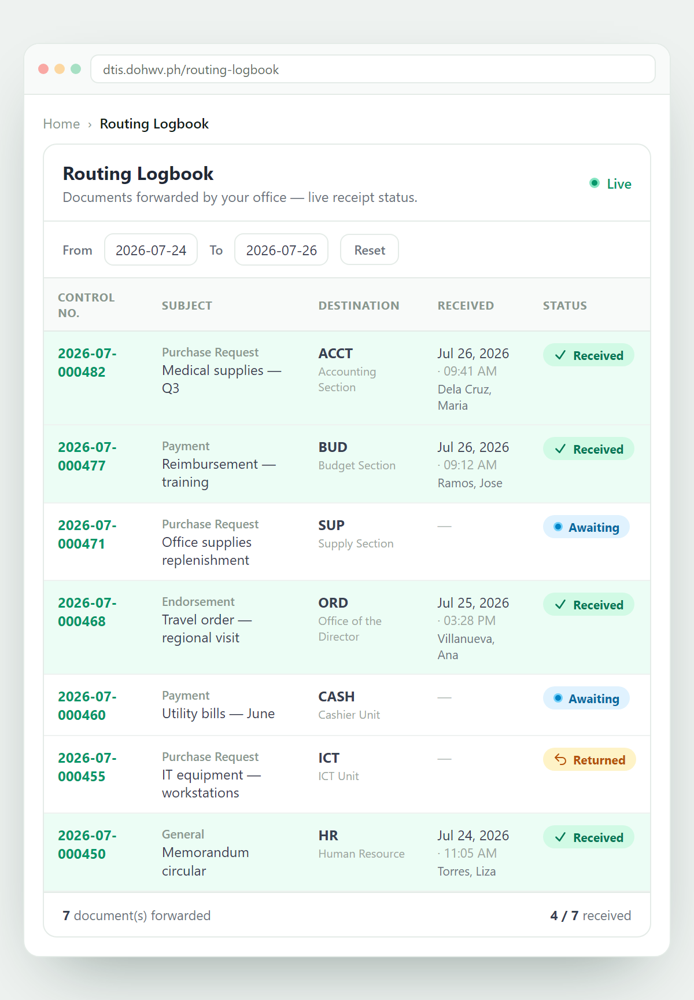 dtis.dohwv.ph/routing-logbook
Home › Routing Logbook
Routing Logbook
Documents forwarded by your office — live receipt status.
Live
From 2026-07-24 To 2026-07-26 Reset
CONTROL
NO.
SUBJECT
DESTINATION
RECEIVED
STATUS
2026-07-
000482
Purchase Request
Medical supplies —
Q3
ACCT
Accounting
Section
Jul 26, 2026
· 09:41 AM
Dela Cruz,
Maria
Received
2026-07-
000477
Payment
Reimbursement —
training
BUD
Budget Section
Jul 26, 2026
· 09:12 AM
Ramos, Jose
Received
2026-07-
000471
Purchase Request
Office supplies
replenishment
SUP
Supply Section
—
Awaiting
2026-07-
000468
Endorsement
Travel order —
regional visit
ORD
Office of the
Director
Jul 25, 2026
· 03:28 PM
Villanueva,
Ana
Received
2026-07-
000460
Payment
Utility bills — June
CASH
Cashier Unit
—
Awaiting
2026-07-
000455
Purchase Request
IT equipment —
workstations
ICT
ICT Unit
—
Returned
2026-07-
000450
General
Memorandum
circular
HR
Human Resource
Jul 24, 2026
· 11:05 AM
Torres, Liza
Received
7 document(s) forwarded
4 / 7 received